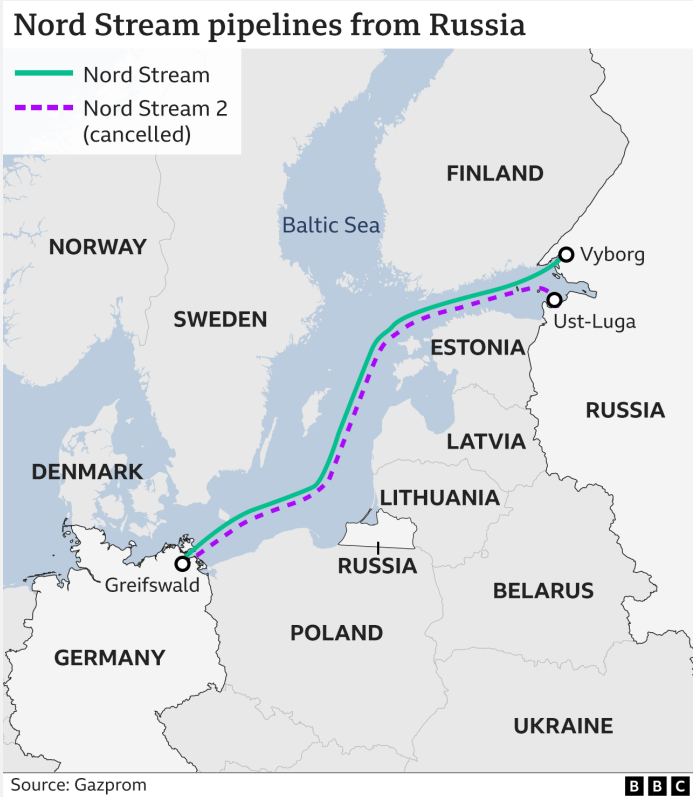 Nord Stream pipelines from Russia
Nord Stream
Nord Stream 2
(cancelled)
FINLAND
Baltic Sea
NORWAY
Vyborg
SWEDEN
Ust-Luga
ESTONIA
RUSSIA
LATVIA
DENMARK
LITHUANIA
RUSSIA
Greifswald
BELARUS
POLAND
GERMANY
UKRAINE
Source: Gazprom
BBC